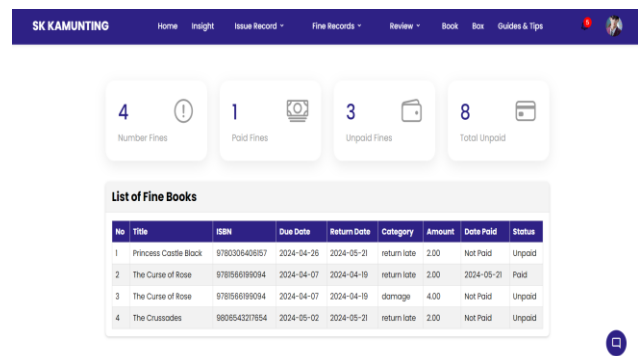 SK KAMUNTING Home Insight Issue Record Fine Records Review Book Box Guides & Tips 5
4 1 3 8
Number Fines Paid Fines Unpaid Fines Total Unpaid
List of Fine Books
No Title ISBN Due Date Return Date Category Amount Date Paid Status
1 Princess Castle Black 9780306406157 2024-04-26 2024-05-21 return late 2.00 Not Paid Unpaid
2 The Curse of Rose 9781566199094 2024-04-07 2024-04-19 return late 2.00 2024-05-21 Paid
3 The Curse of Rose 9781566199094 2024-04-07 2024-04-19 damage 4.00 Not Paid Unpaid
4 The Crussades 9806543217654 2024-05-02 2024-05-21 return late 2.00 Not Paid Unpaid